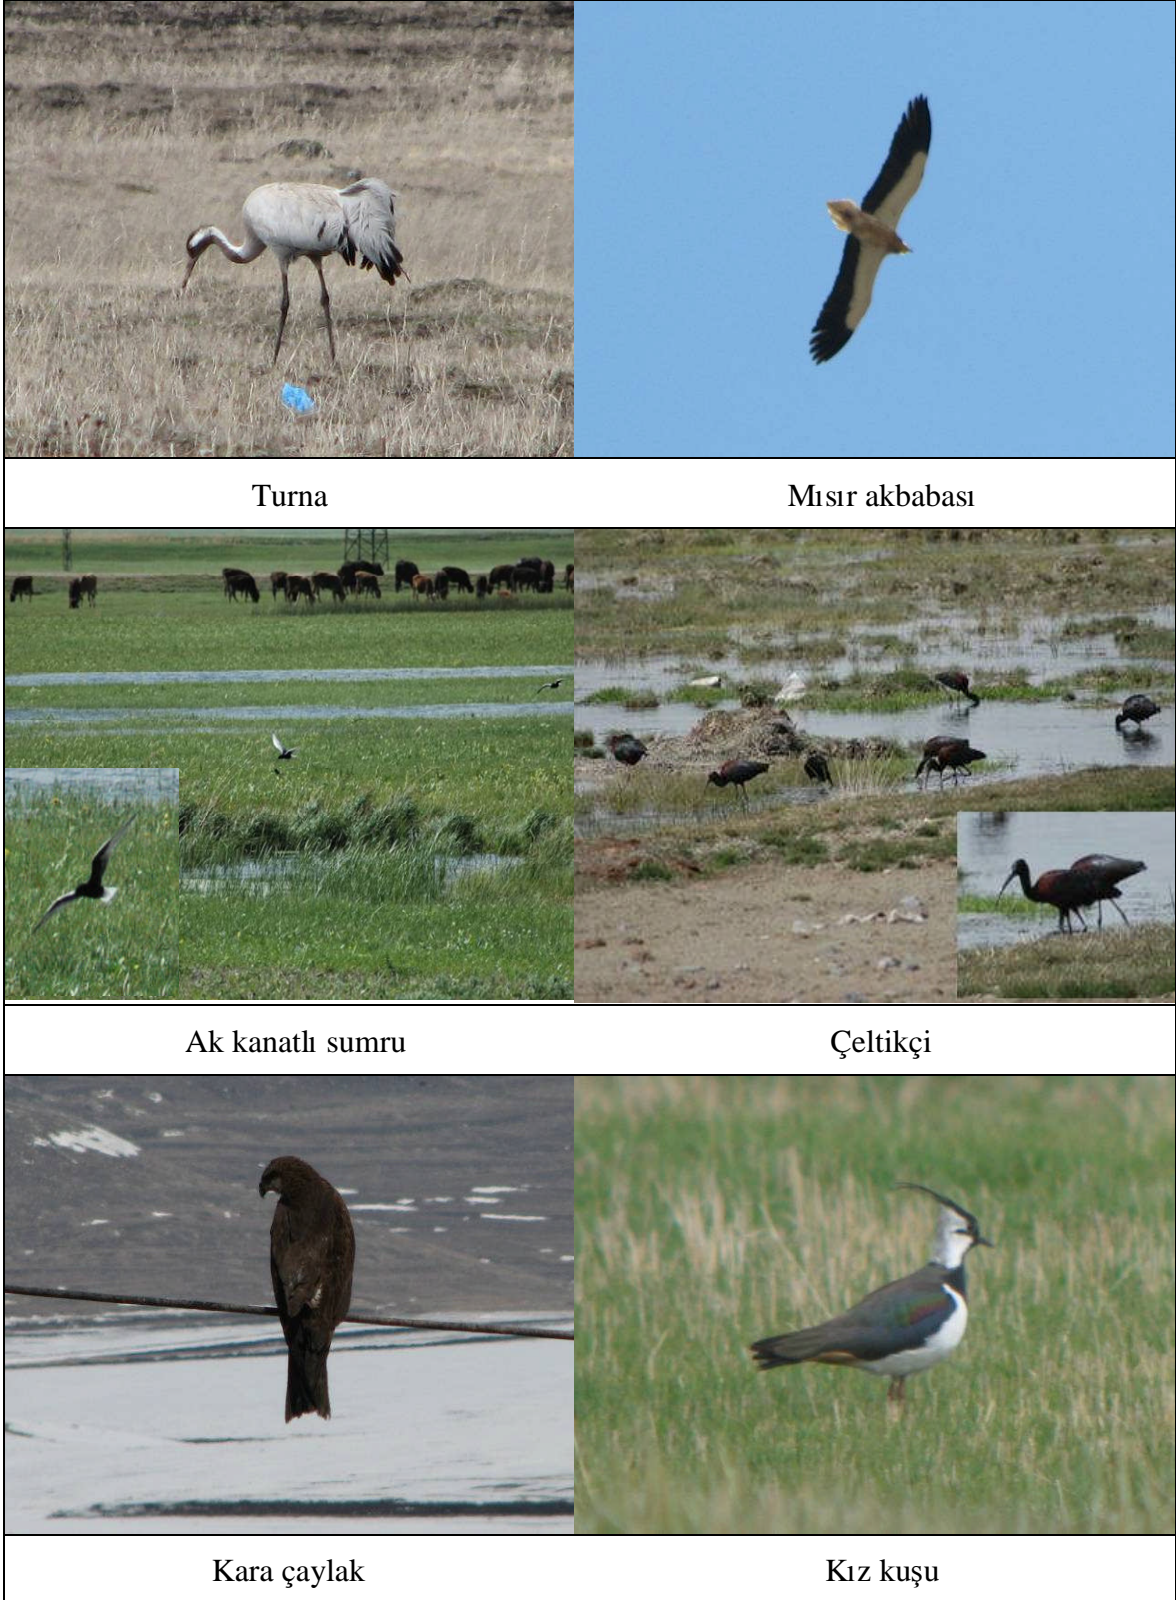 Turna
Mısır akbabası
Ak kanatlı sumru
Çeltikçi
Kara çaylak
Kız kuşu